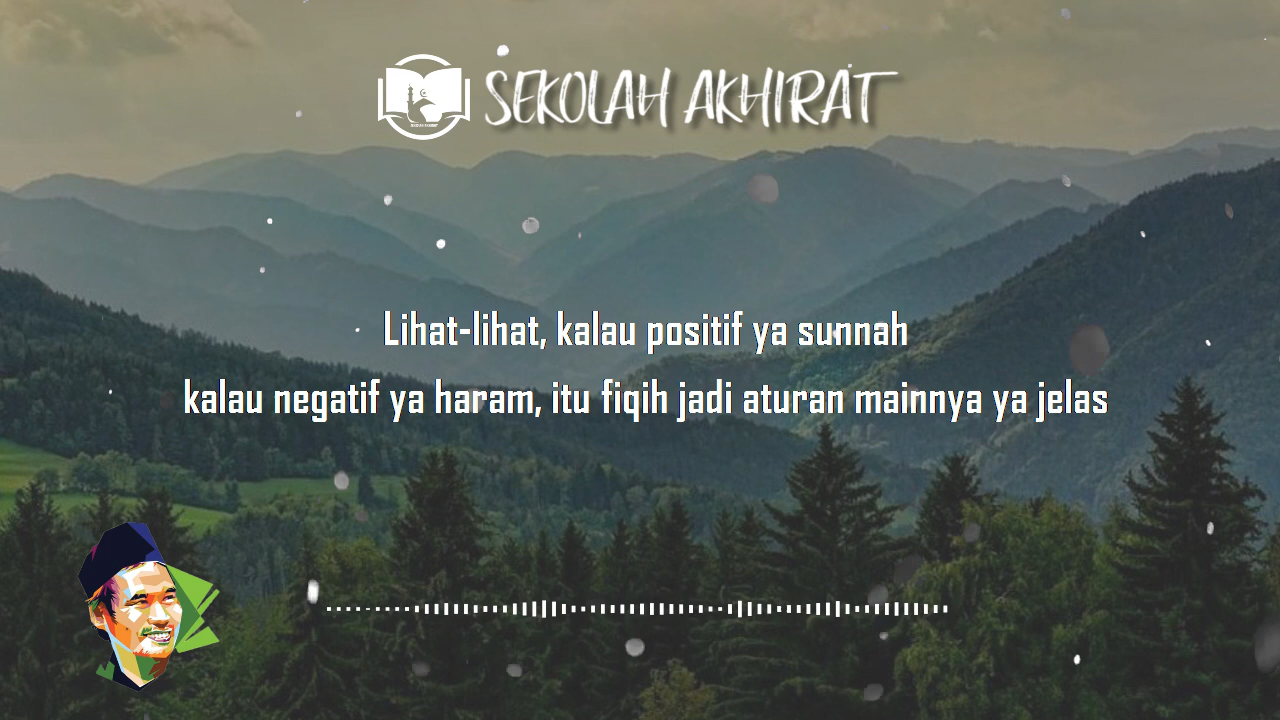 SEKOLAH AKHIRAT
Lihat-lihat, kalau positif ya sunnah
kalau negatif ya haram, itu fiqih jadi aturan mainnya ya jelas